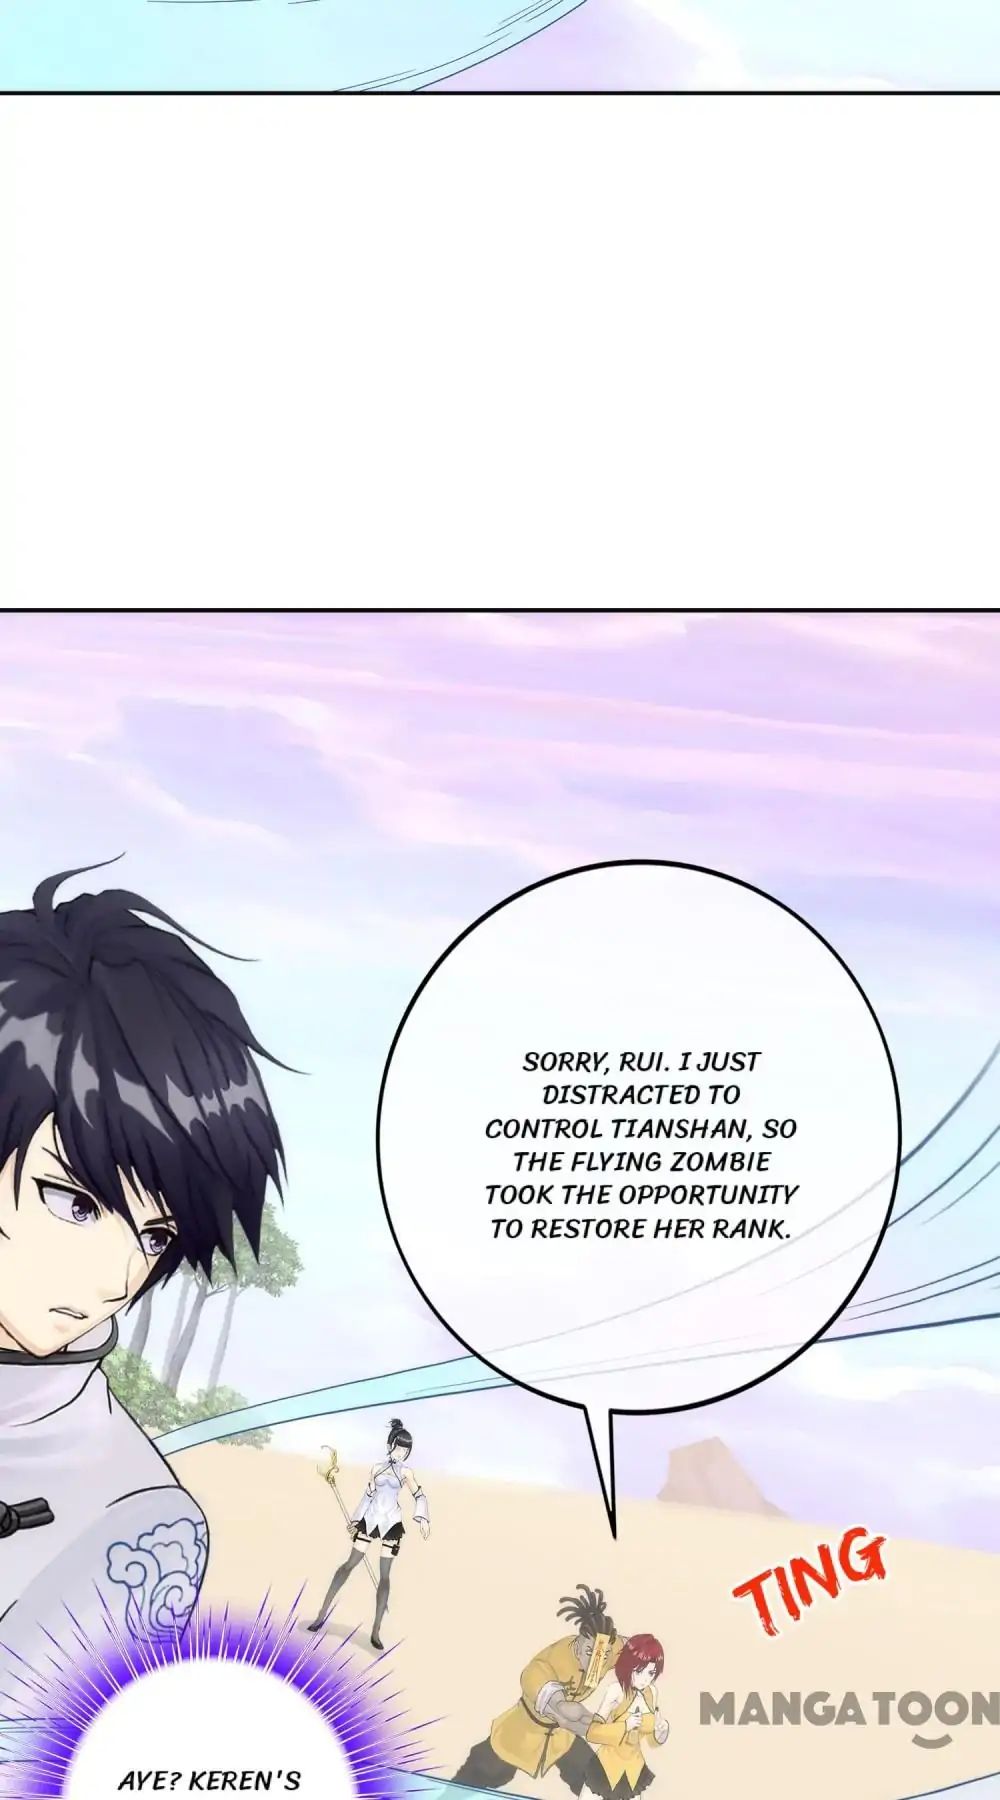 SORRY, RUI. I JUST
DISTRACTED TO
CONTROL TIANSHAN, SO
THE FLYING ZOMBIE
TOOK THE OPPORTUNITY
TO RESTORE HER RANK.
TING
MANGATOON
AYE? KEREN'S